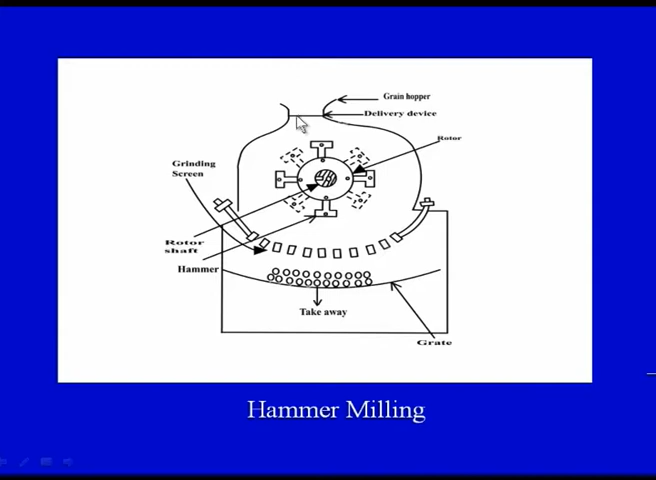 Grain hopper
Delivery device
Rotor
Grinding
Screen
Rotor
shaft
Hammer
Take away
Grate
Hammer Milling